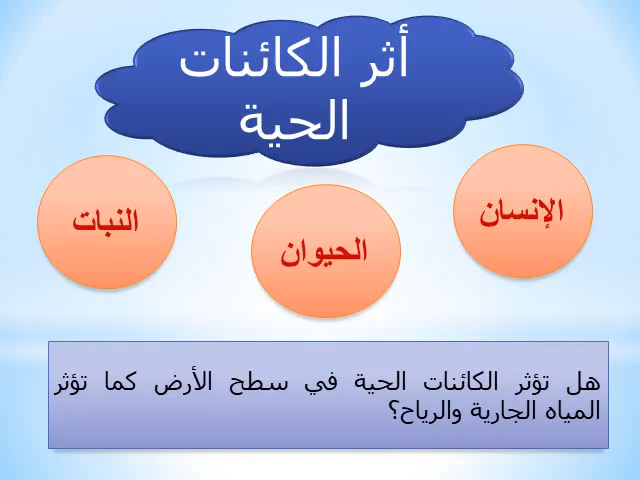 أثر الكائنات
الحية
الإنسان
الحيوان
النبات
هل تؤثر الكائنات الحية في سطح الأرض كما تؤثر
المياه الجارية والرياح؟